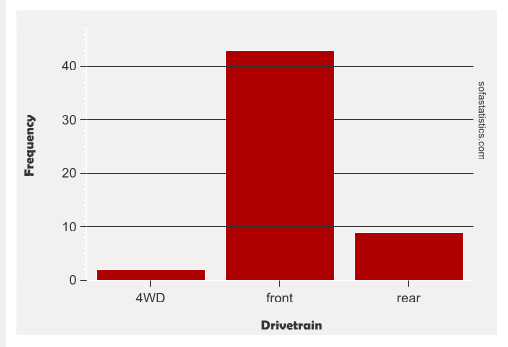 Frequency
40
30
20
10
0
4WD
front
rear
Drivetrain
sofastatistics.com